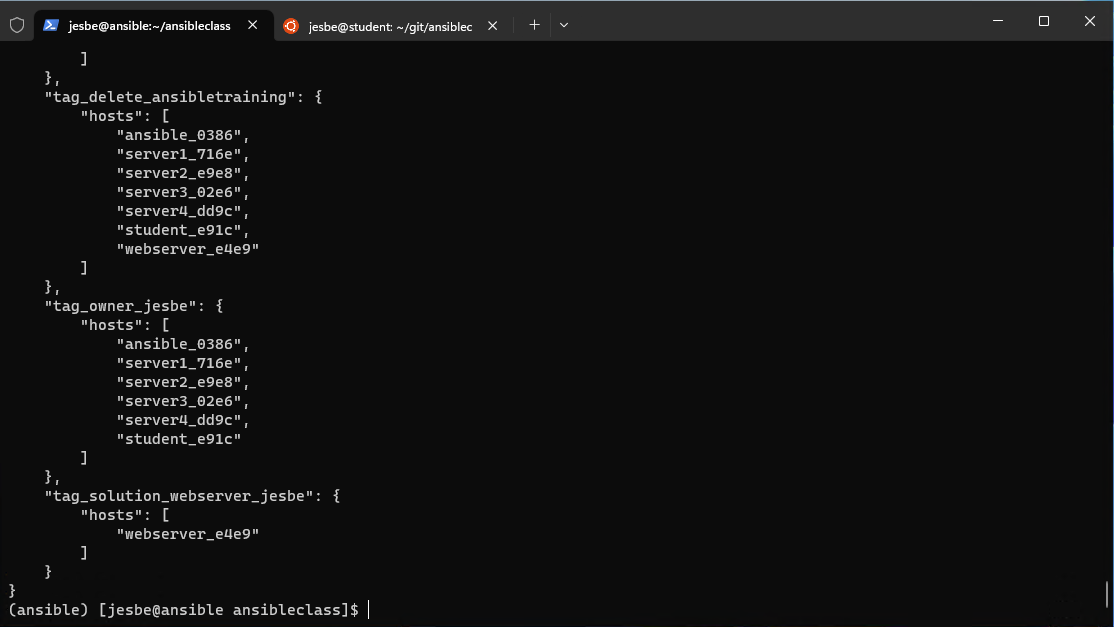 jesbe@ansible:~/ansibleclass
jesbe@student: ~/git/ansiblec
        ]
    },
    "tag_delete_ansibletraining": {
        "hosts": [
            "ansible_0386",
            "server1_716e",
            "server2_e9e8",
            "server3_02e6",
            "server4_dd9c",
            "student_e91c",
            "webserver_e4e9"
        ]
    },
    "tag_owner_jesbe": {
        "hosts": [
            "ansible_0386",
            "server1_716e",
            "server2_e9e8",
            "server3_02e6",
            "server4_dd9c",
            "student_e91c"
        ]
    },
    "tag_solution_webserver_jesbe": {
        "hosts": [
            "webserver_e4e9"
        ]
    }
}
(ansible) [jesbe@ansible ansibleclass]$